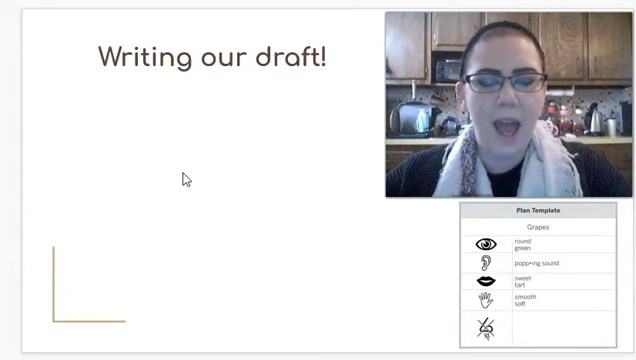 Writing our draft!
Plan Template
Grapes
round
green
popp•ing sound
sweet
tart
smooth
soft